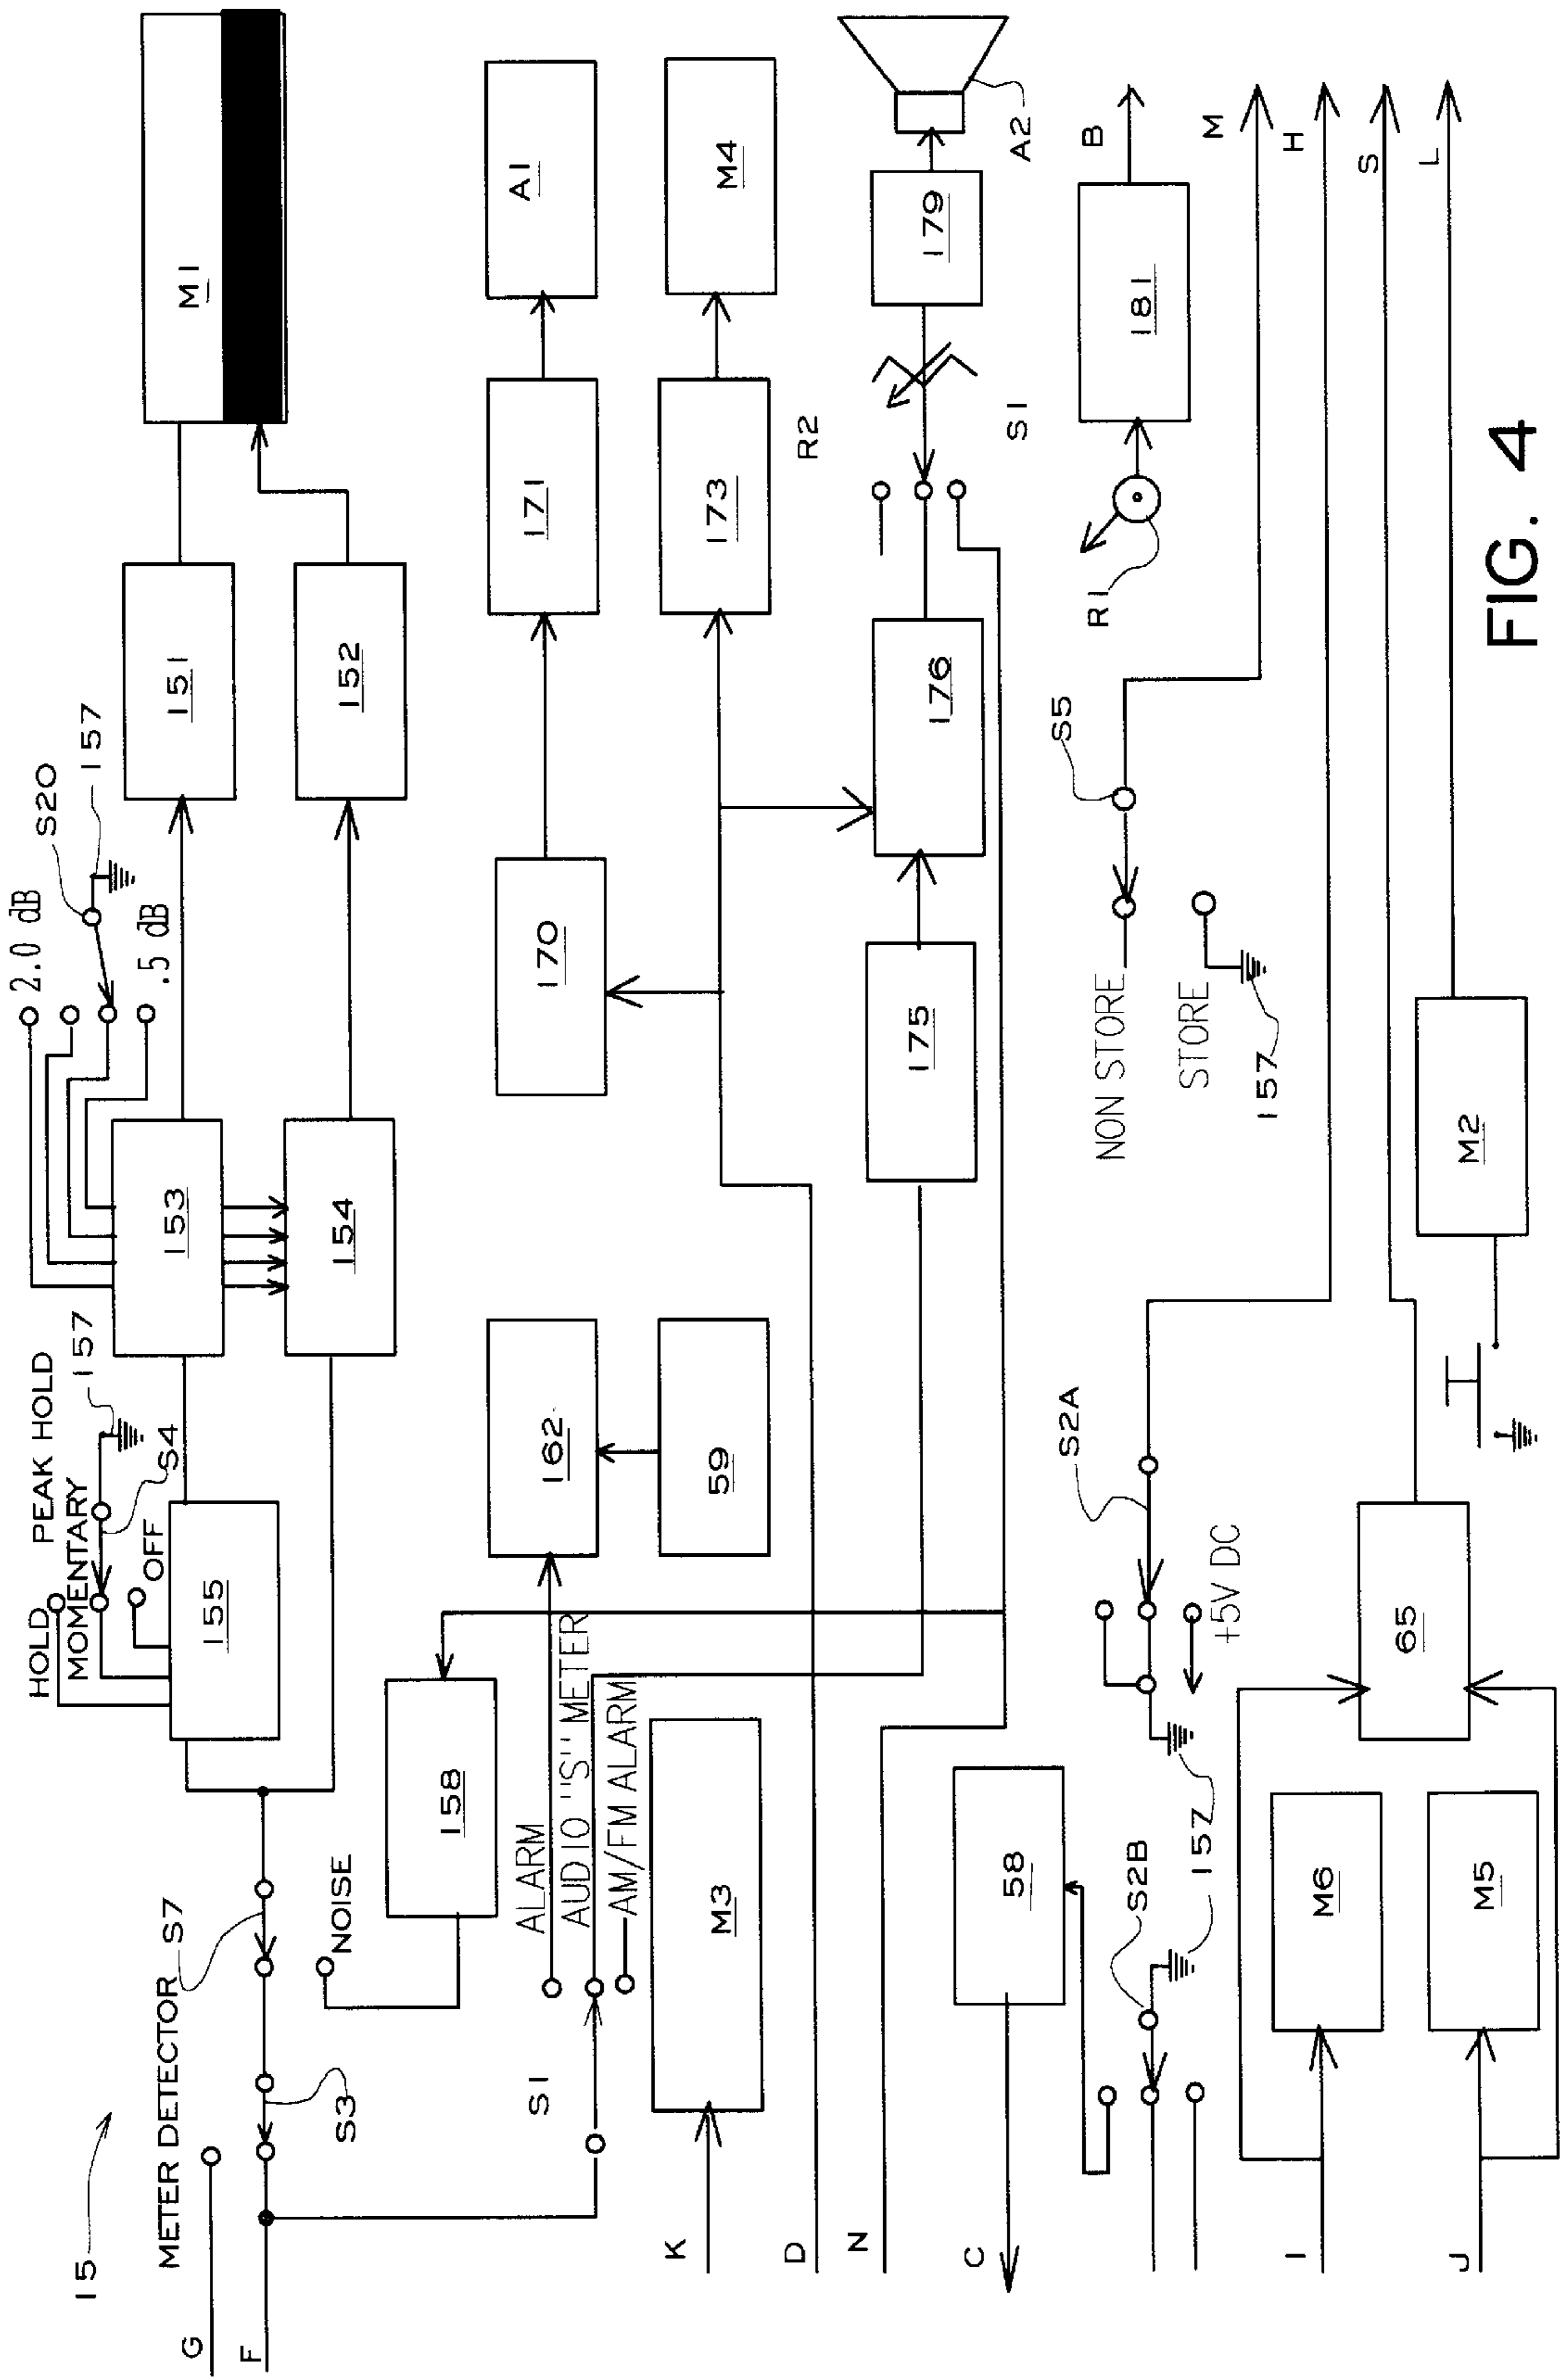 15
G
F
METER DETECTOR
S3
S7
HOLD
PEAK HOLD
MOMENTARY
OFF
S4
157
155
153
154
2.0 dB
.5 dB
S20
157
151
152
M1
NOISE
158
S1
ALARM
AUDIO "S" METER
AM/FM ALARM
162
59
170
171
A1
173
M4
K
M3
D
N
175
176
R2
S1
179
A2
C
58
S2B
157
S2A
+5V DC
157
NON STORE
STORE
157
S5
R1
181
B
M
H
S
L
I
J
M6
M5
65
M2
FIG. 4